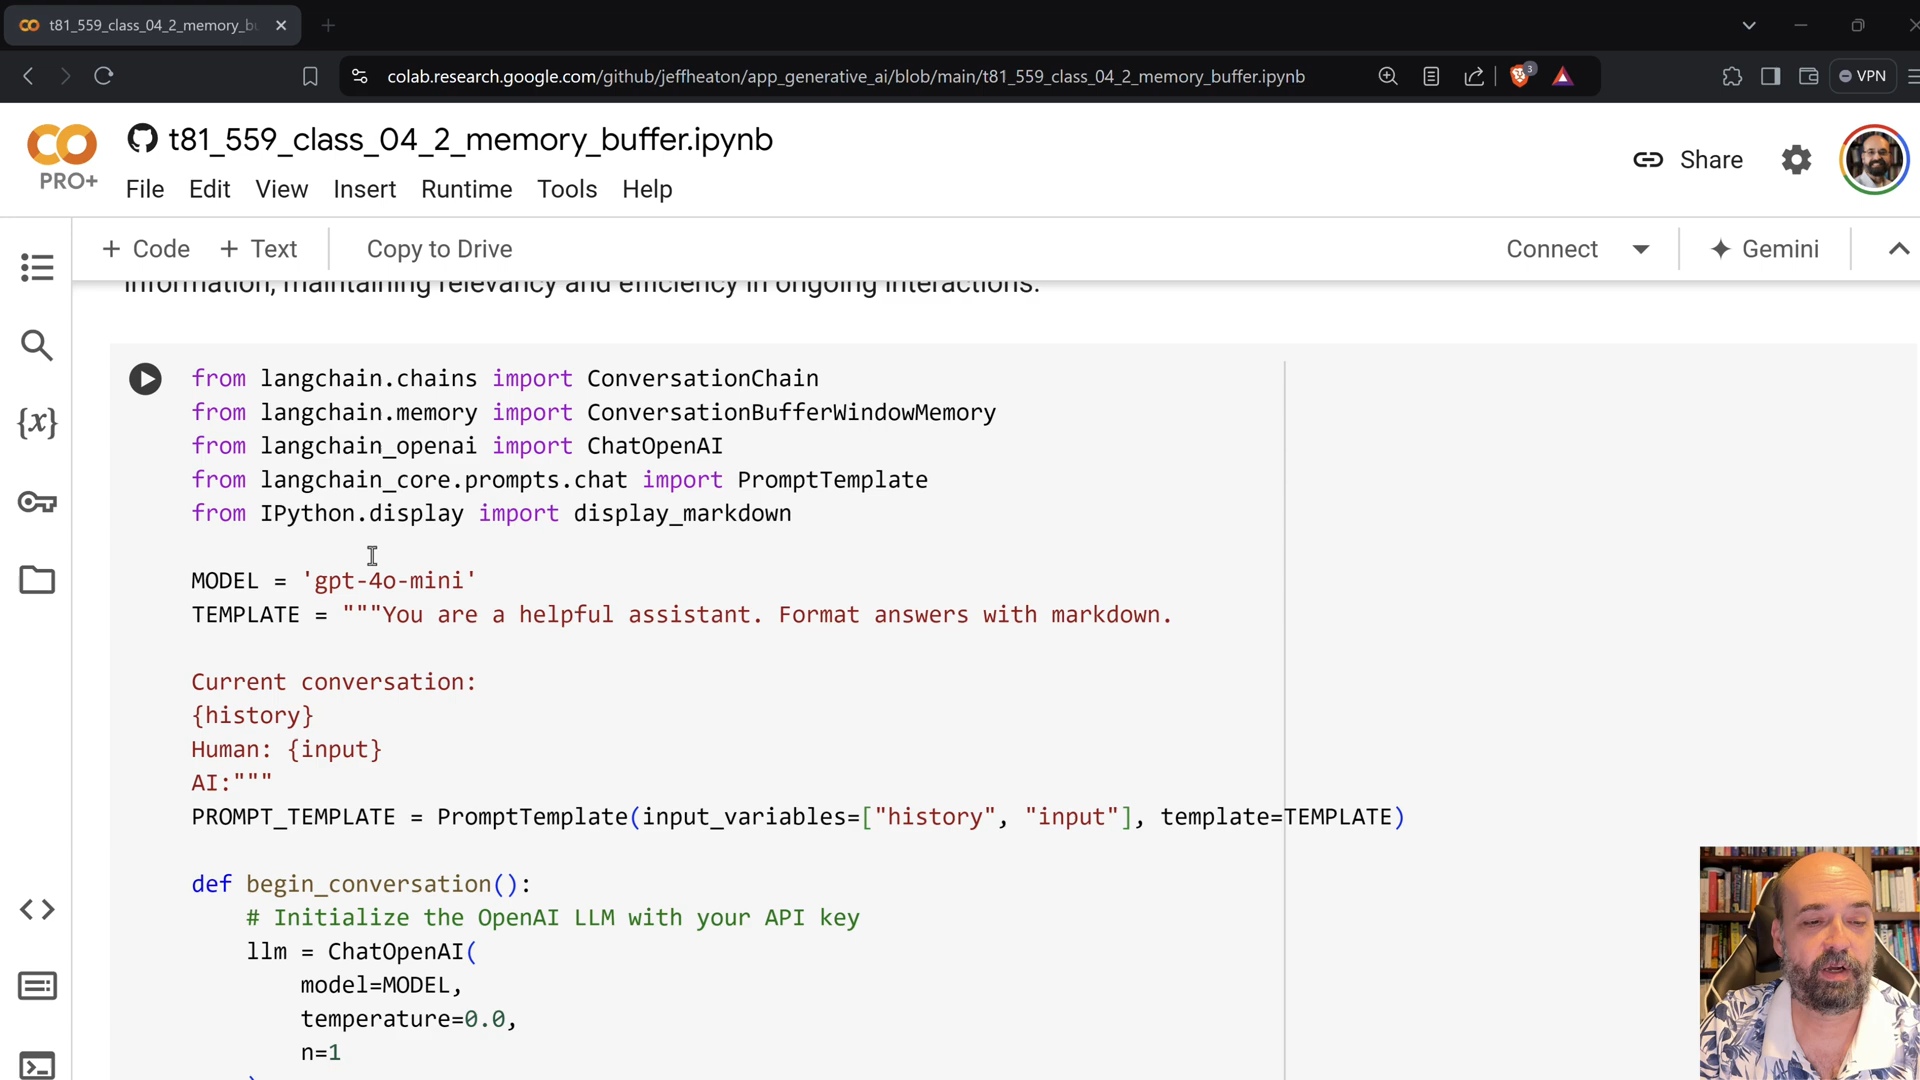 t81_559_class_04_2_memory_bu
colab.research.google.com/github/jeffheaton/app_generative_ai/blob/main/t81_559_class_04_2_memory_buffer.ipynb
3
VPN
t81_559_class_04_2_memory_buffer.ipynb
PRO+
File Edit View Insert Runtime Tools Help
Share
+ Code + Text Copy to Drive
Connect
Gemini
information, maintaining relevancy and efficiency in ongoing interactions.
from langchain.chains import ConversationChain
from langchain.memory import ConversationBufferWindowMemory
from langchain_openai import ChatOpenAI
from langchain_core.prompts.chat import PromptTemplate
from IPython.display import display_markdown
MODEL = 'gpt-4o-mini'
TEMPLATE = """You are a helpful assistant. Format answers with markdown.
Current conversation:
{history}
Human: {input}
AI:"""
PROMPT_TEMPLATE = PromptTemplate(input_variables=["history", "input"], template=TEMPLATE)
def begin_conversation():
# Initialize the OpenAI LLM with your API key
llm = ChatOpenAI(
model=MODEL,
temperature=0.0,
n=1
{x}